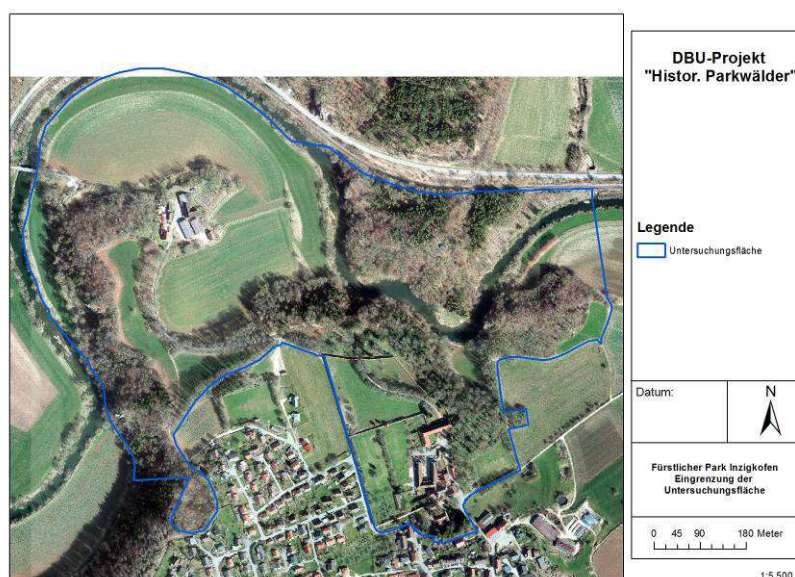 DBU-Projekt
"Histor. Parkwälder"
Legende
Untersuchungsfläche
Datum:
N
Fürstlicher Park Inzigkofen
Eingrenzung der
Untersuchungsfläche
0 45 90 180 Meter
1:5.500